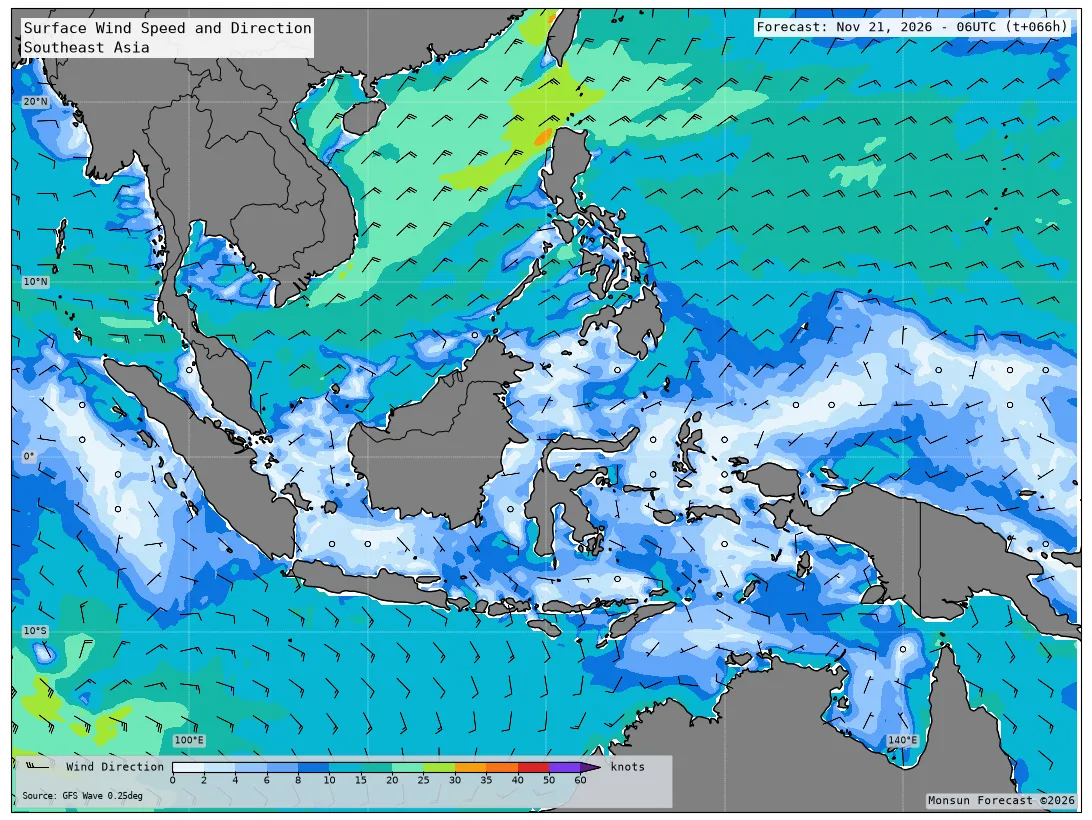 Surface Wind Speed and Direction
Southeast Asia
Forecast: Nov 21, 2026 - 06UTC (t+066h)
20°N
10°N
0°
10°S
100°E
140°E
Wind Direction
0 2 4 6 8 10 15 20 25 30 35 40 50 60
knots
Source: GFS Wave 0.25deg
Monsun Forecast ©2026